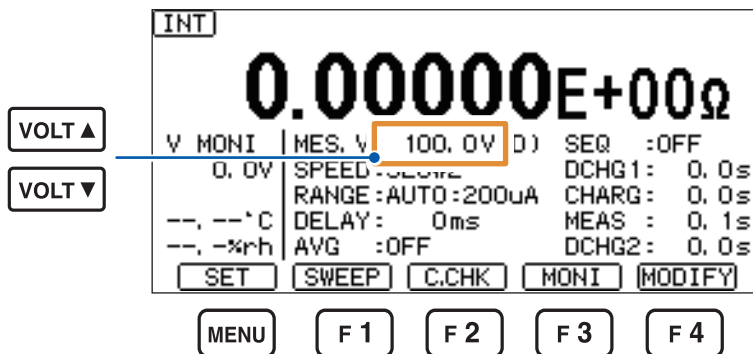 INT
0.00000E+00Ω
VOLT ▲
VOLT ▼
V MONI
0.0V
--.--°C
--.-%rh
MES. V 100.0V D)
RANGE:AUTO:200uA
DELAY: 0ms
AVG :OFF
SEQ :OFF
DCHG1: 0.0s
CHARG: 0.0s
MEAS : 0.1s
DCHG2: 0.0s
SET SWEEP C.CHK MONI MODIFY
MENU F 1 F 2 F 3 F 4